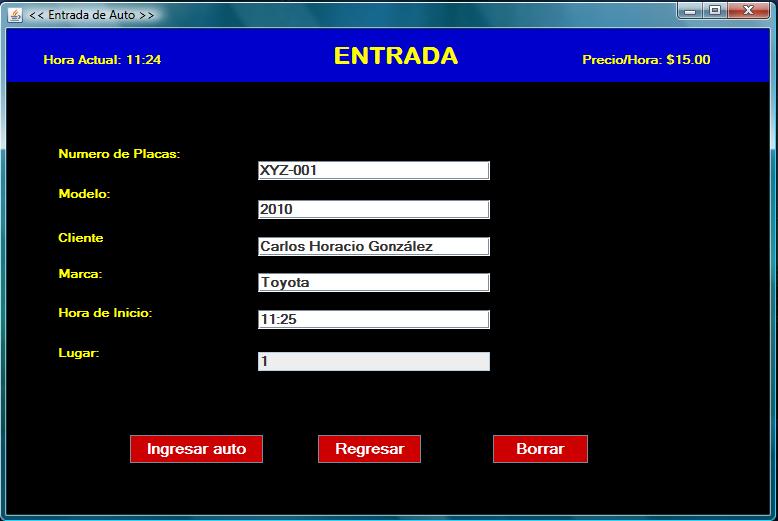 << Entrada de Auto >>
Hora Actual: 11:24 ENTRADA Precio/Hora: $15.00
Numero de Placas: XYZ-001
Modelo: 2010
Cliente Carlos Horacio González
Marca: Toyota
Hora de Inicio: 11:25
Lugar: 1
Ingresar auto Regresar Borrar